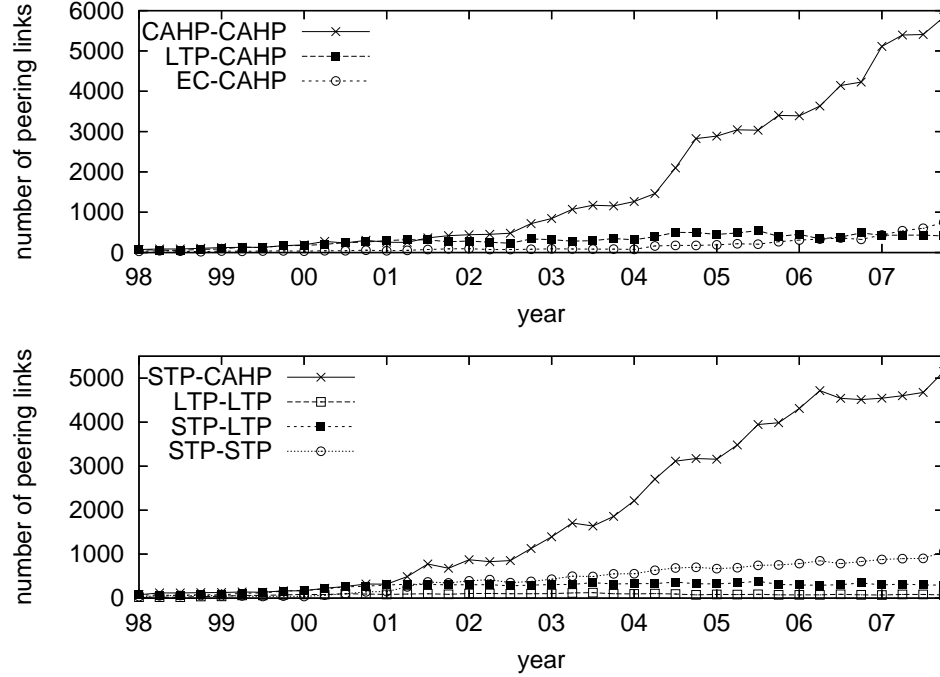 number of peering links
6000
5000
4000
3000
2000
1000
0
CAHP-CAHP
LTP-CAHP
EC-CAHP
98 99 00 01 02 03 04 05 06 07
year
number of peering links
5000
4000
3000
2000
1000
0
STP-CAHP
LTP-LTP
STP-LTP
STP-STP
98 99 00 01 02 03 04 05 06 07
year